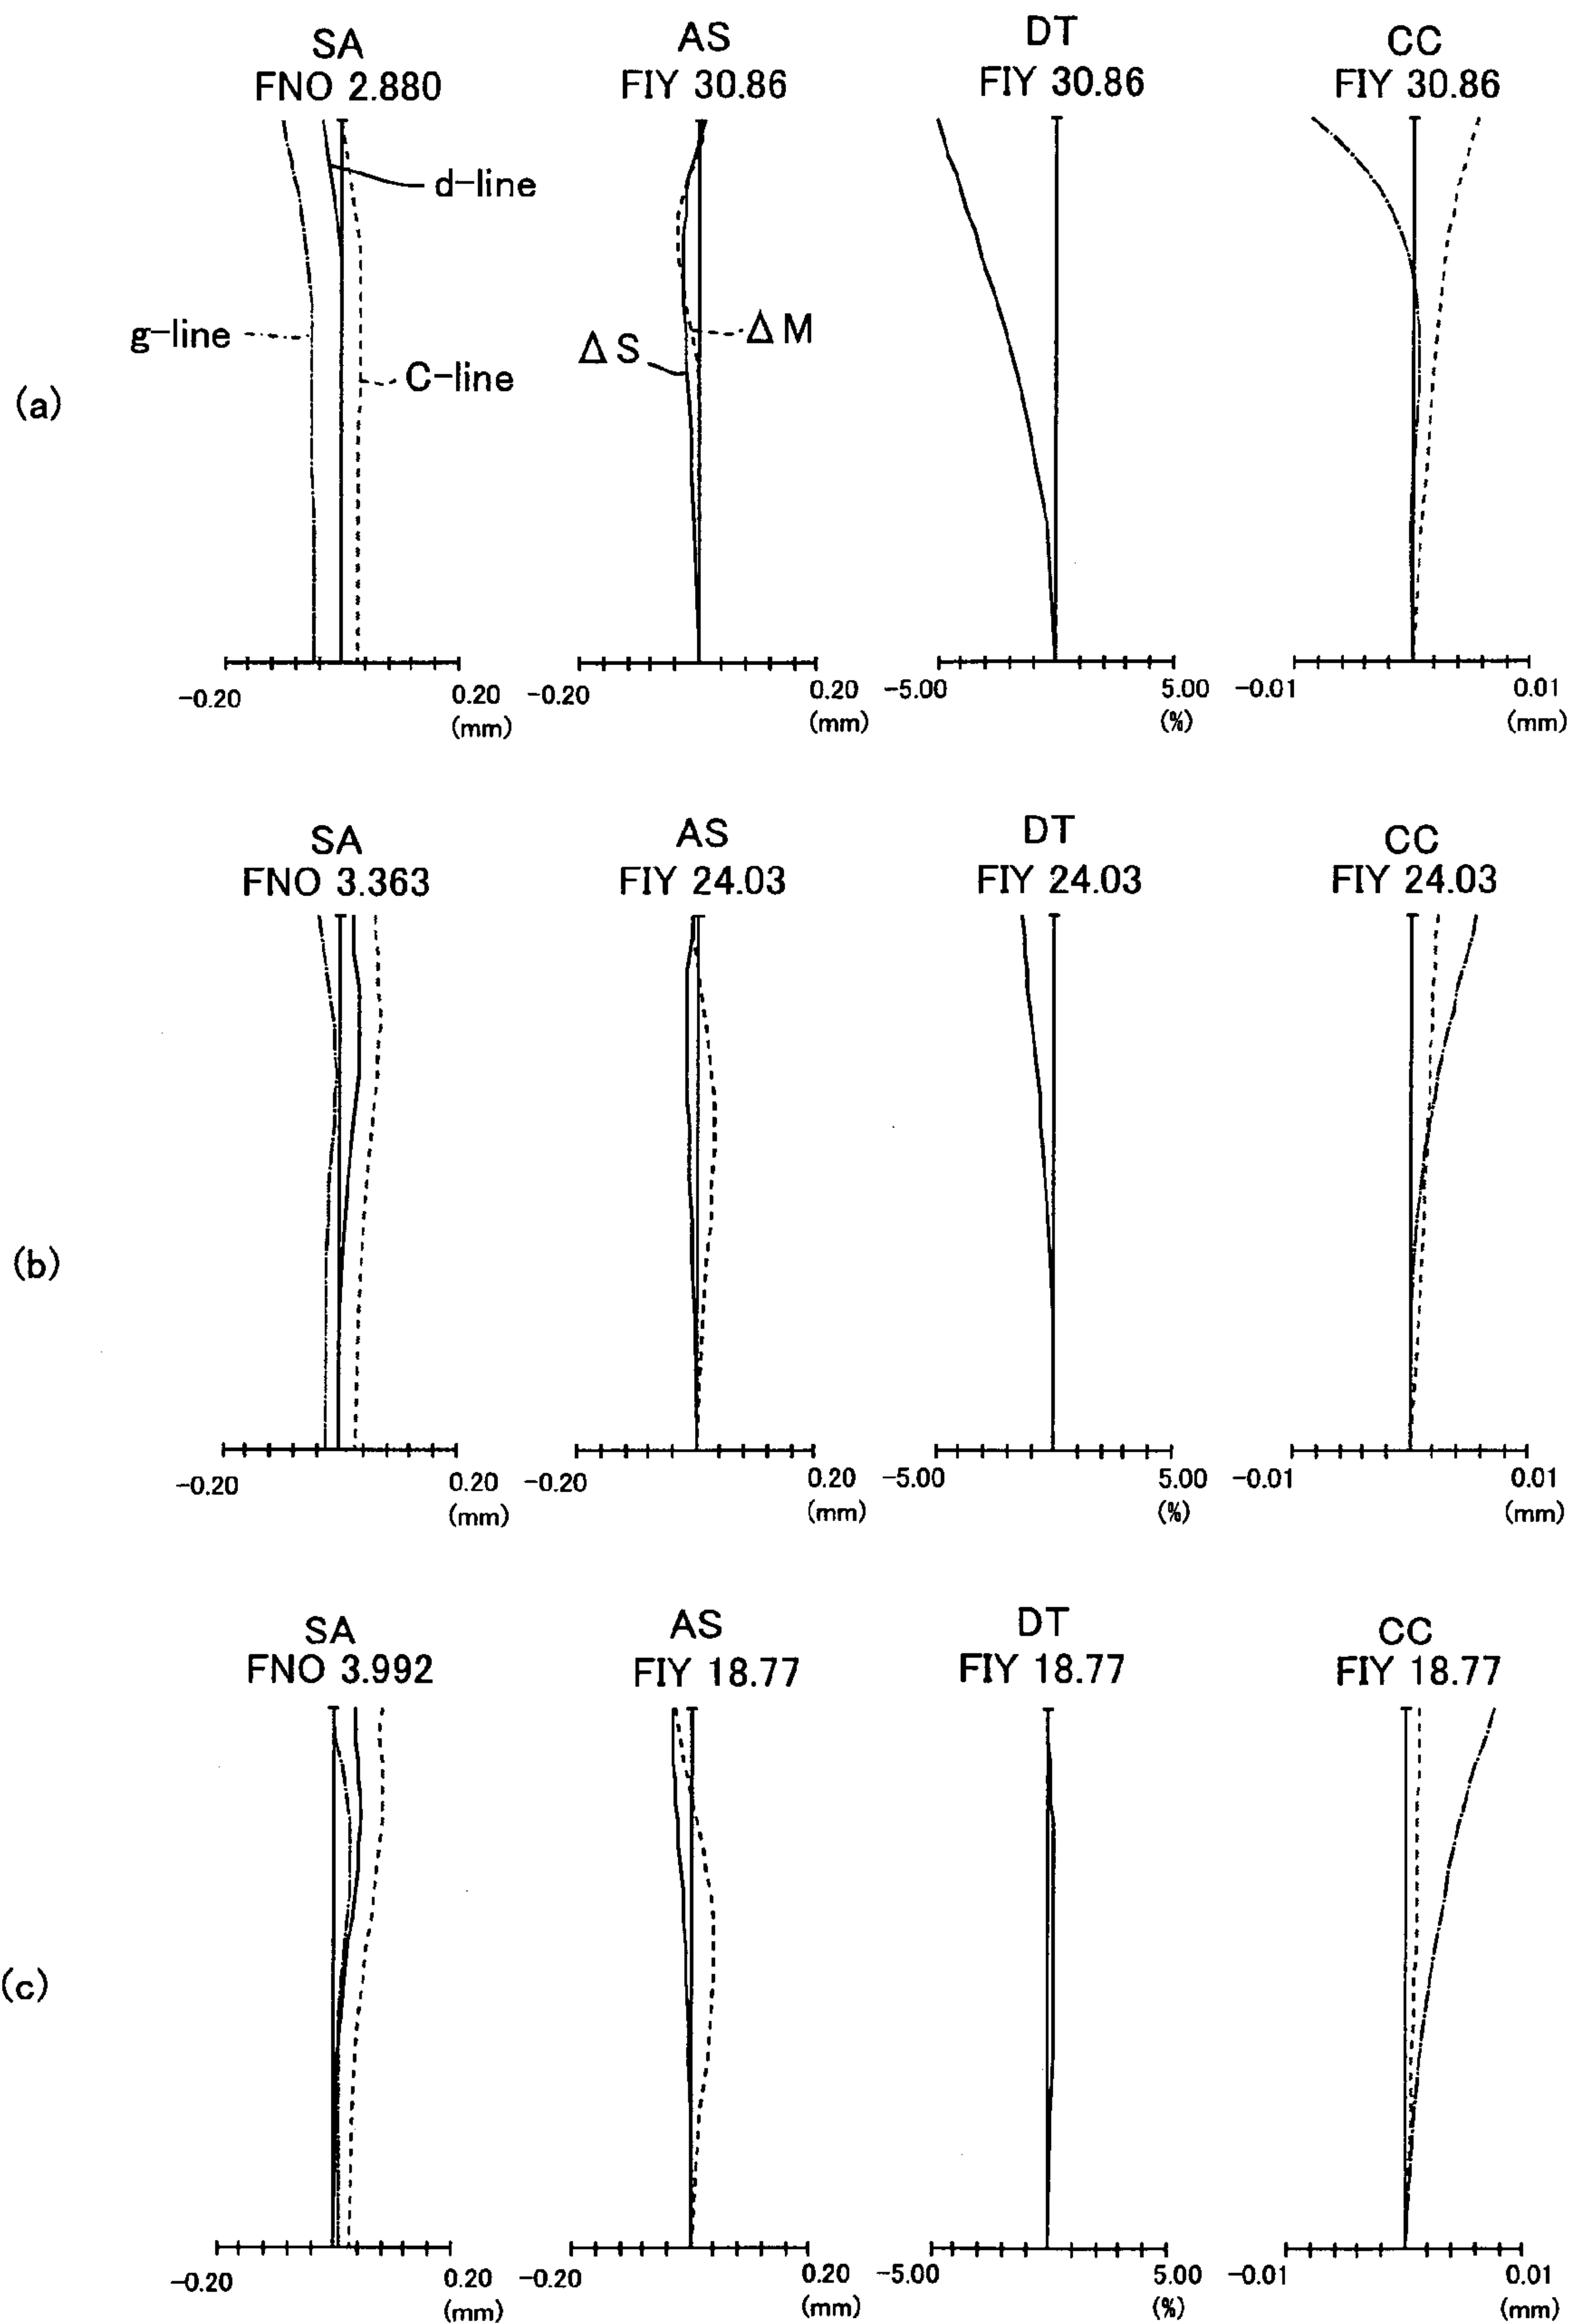 SA AS DT CC
FNO 2.880 FIY 30.86 FIY 30.86 FIY 30.86
d-line
g-line
ΔM
ΔS
C-line
(a)
-0.20 0.20 -0.20 0.20 -5.00 5.00 -0.01 0.01
(mm) (mm) (%) (mm)
SA AS DT CC
FNO 3.363 FIY 24.03 FIY 24.03 FIY 24.03
(b)
-0.20 0.20 -0.20 0.20 -5.00 5.00 -0.01 0.01
(mm) (mm) (%) (mm)
SA AS DT CC
FNO 3.992 FIY 18.77 FIY 18.77 FIY 18.77
(c)
-0.20 0.20 -0.20 0.20 -5.00 5.00 -0.01 0.01
(mm) (mm) (%) (mm)